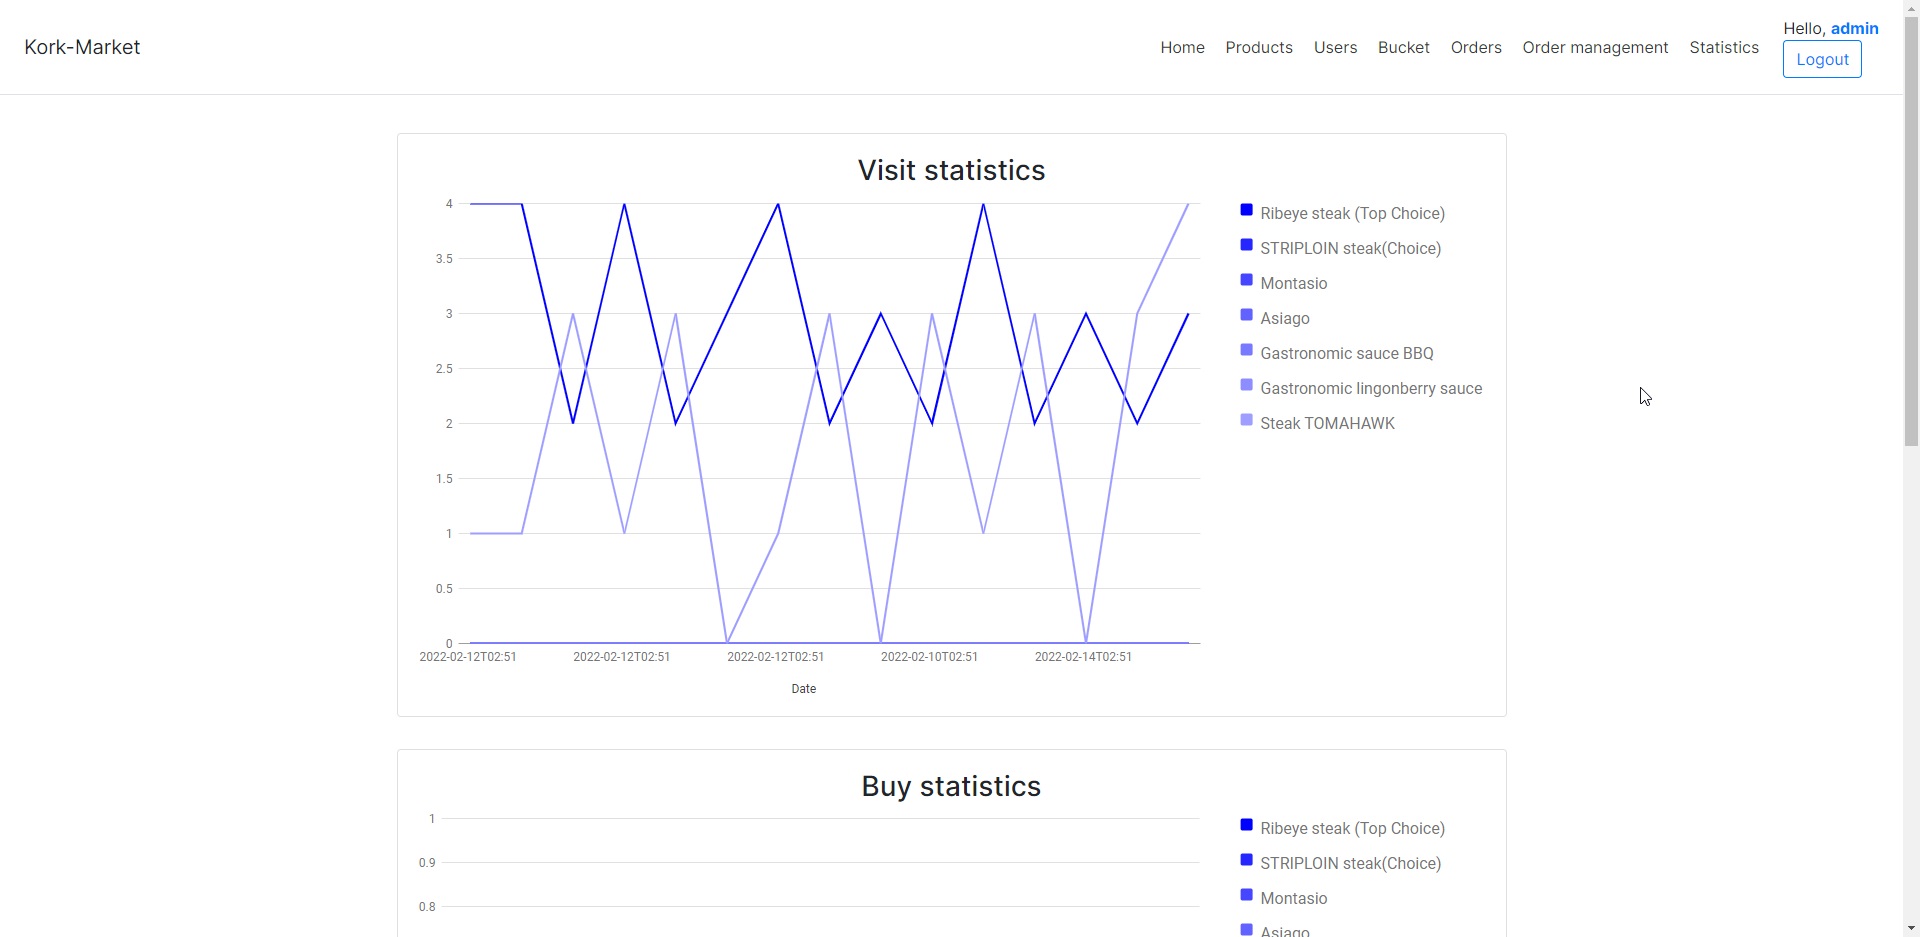 Kork-Market
Home Products Users Bucket Orders Order management Statistics
Hello, admin
Logout
Visit statistics
4
3.5
3
2.5
2
1.5
1
0.5
0
2022-02-12T02:51 2022-02-12T02:51 2022-02-12T02:51 2022-02-10T02:51 2022-02-14T02:51
Date
Ribeye steak (Top Choice)
STRIPLOIN steak(Choice)
Montasio
Asiago
Gastronomic sauce BBQ
Gastronomic lingonberry sauce
Steak TOMAHAWK
Buy statistics
1
0.9
0.8
Ribeye steak (Top Choice)
STRIPLOIN steak(Choice)
Montasio
Asiago